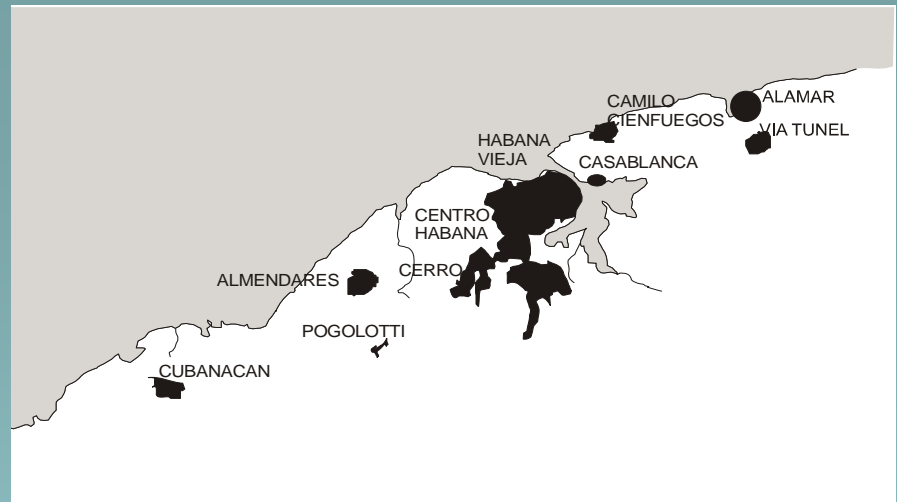 CAMILO
CIENFUEGOS
ALAMAR
VIA TUNEL
HABANA
VIEJA
CASABLANCA
CENTRO
HABANA
CERRO
ALMENDARES
POGOLOTTI
CUBANACAN